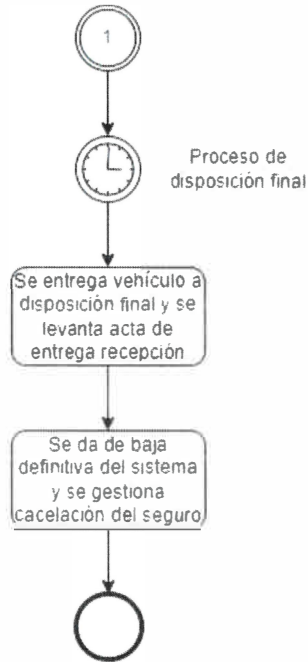 1
Proceso de
disposición final
Se entrega vehículo a
disposición final y se
levanta acta de
entrega recepción
Se da de baja
definitiva del sistema
y se gestiona
cacelación del seguro